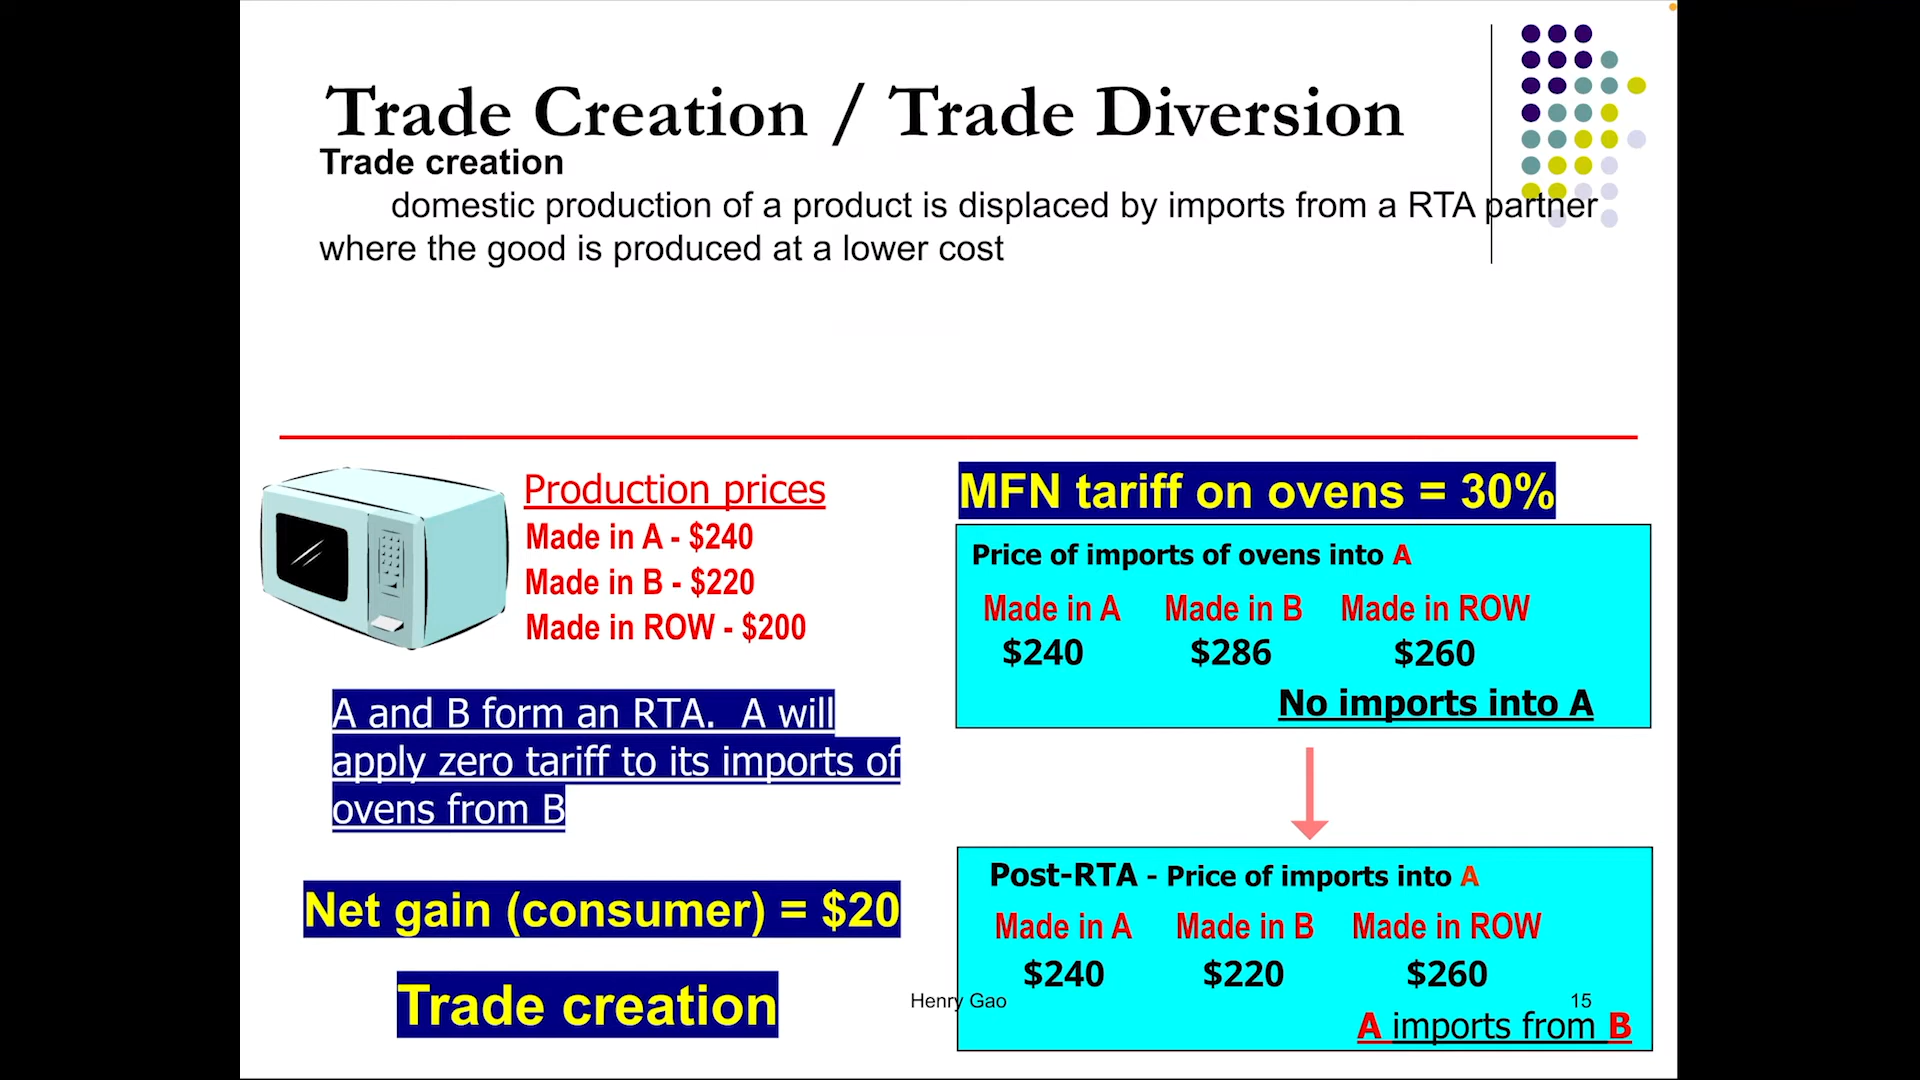 Trade Creation / Trade Diversion
Trade creation
domestic production of a product is displaced by imports from a RTA partner
where the good is produced at a lower cost
Production prices
Made in A - $240
Made in B - $220
Made in ROW - $200
A and B form an RTA. A will
apply zero tariff to its imports of
ovens from B
Net gain (consumer) = $20
Trade creation
MFN tariff on ovens = 30%
Price of imports of ovens into A
Made in A Made in B Made in ROW
$240 $286 $260
No imports into A
Post-RTA - Price of imports into A
Made in A Made in B Made in ROW
$240 $220 $260
A imports from B
Henry Gao
15